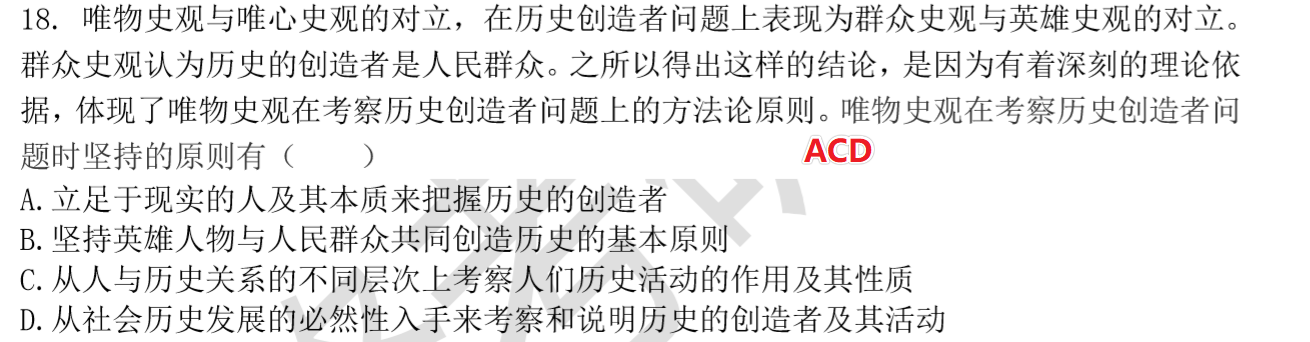 18. 唯物史观与唯心史观的对立，在历史创造者问题上表现为群众史观与英雄史观的对立。
群众史观认为历史的创造者是人民群众。之所以得出这样的结论，是因为有着深刻的理论依
据，体现了唯物史观在考察历史创造者问题上的方法论原则。唯物史观在考察历史创造者问
题时坚持的原则有（　　）
ACD
A.立足于现实的人及其本质来把握历史的创造者
B.坚持英雄人物与人民群众共同创造历史的基本原则
C.从人与历史关系的不同层次上考察人们历史活动的作用及其性质
D.从社会历史发展的必然性入手来考察和说明历史的创造者及其活动